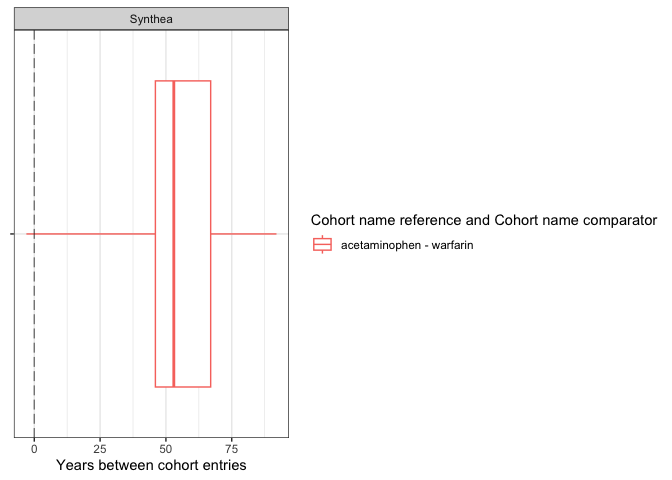 Synthea
Cohort name reference and Cohort name comparator
acetaminophen - warfarin
0 25 50 75
Years between cohort entries